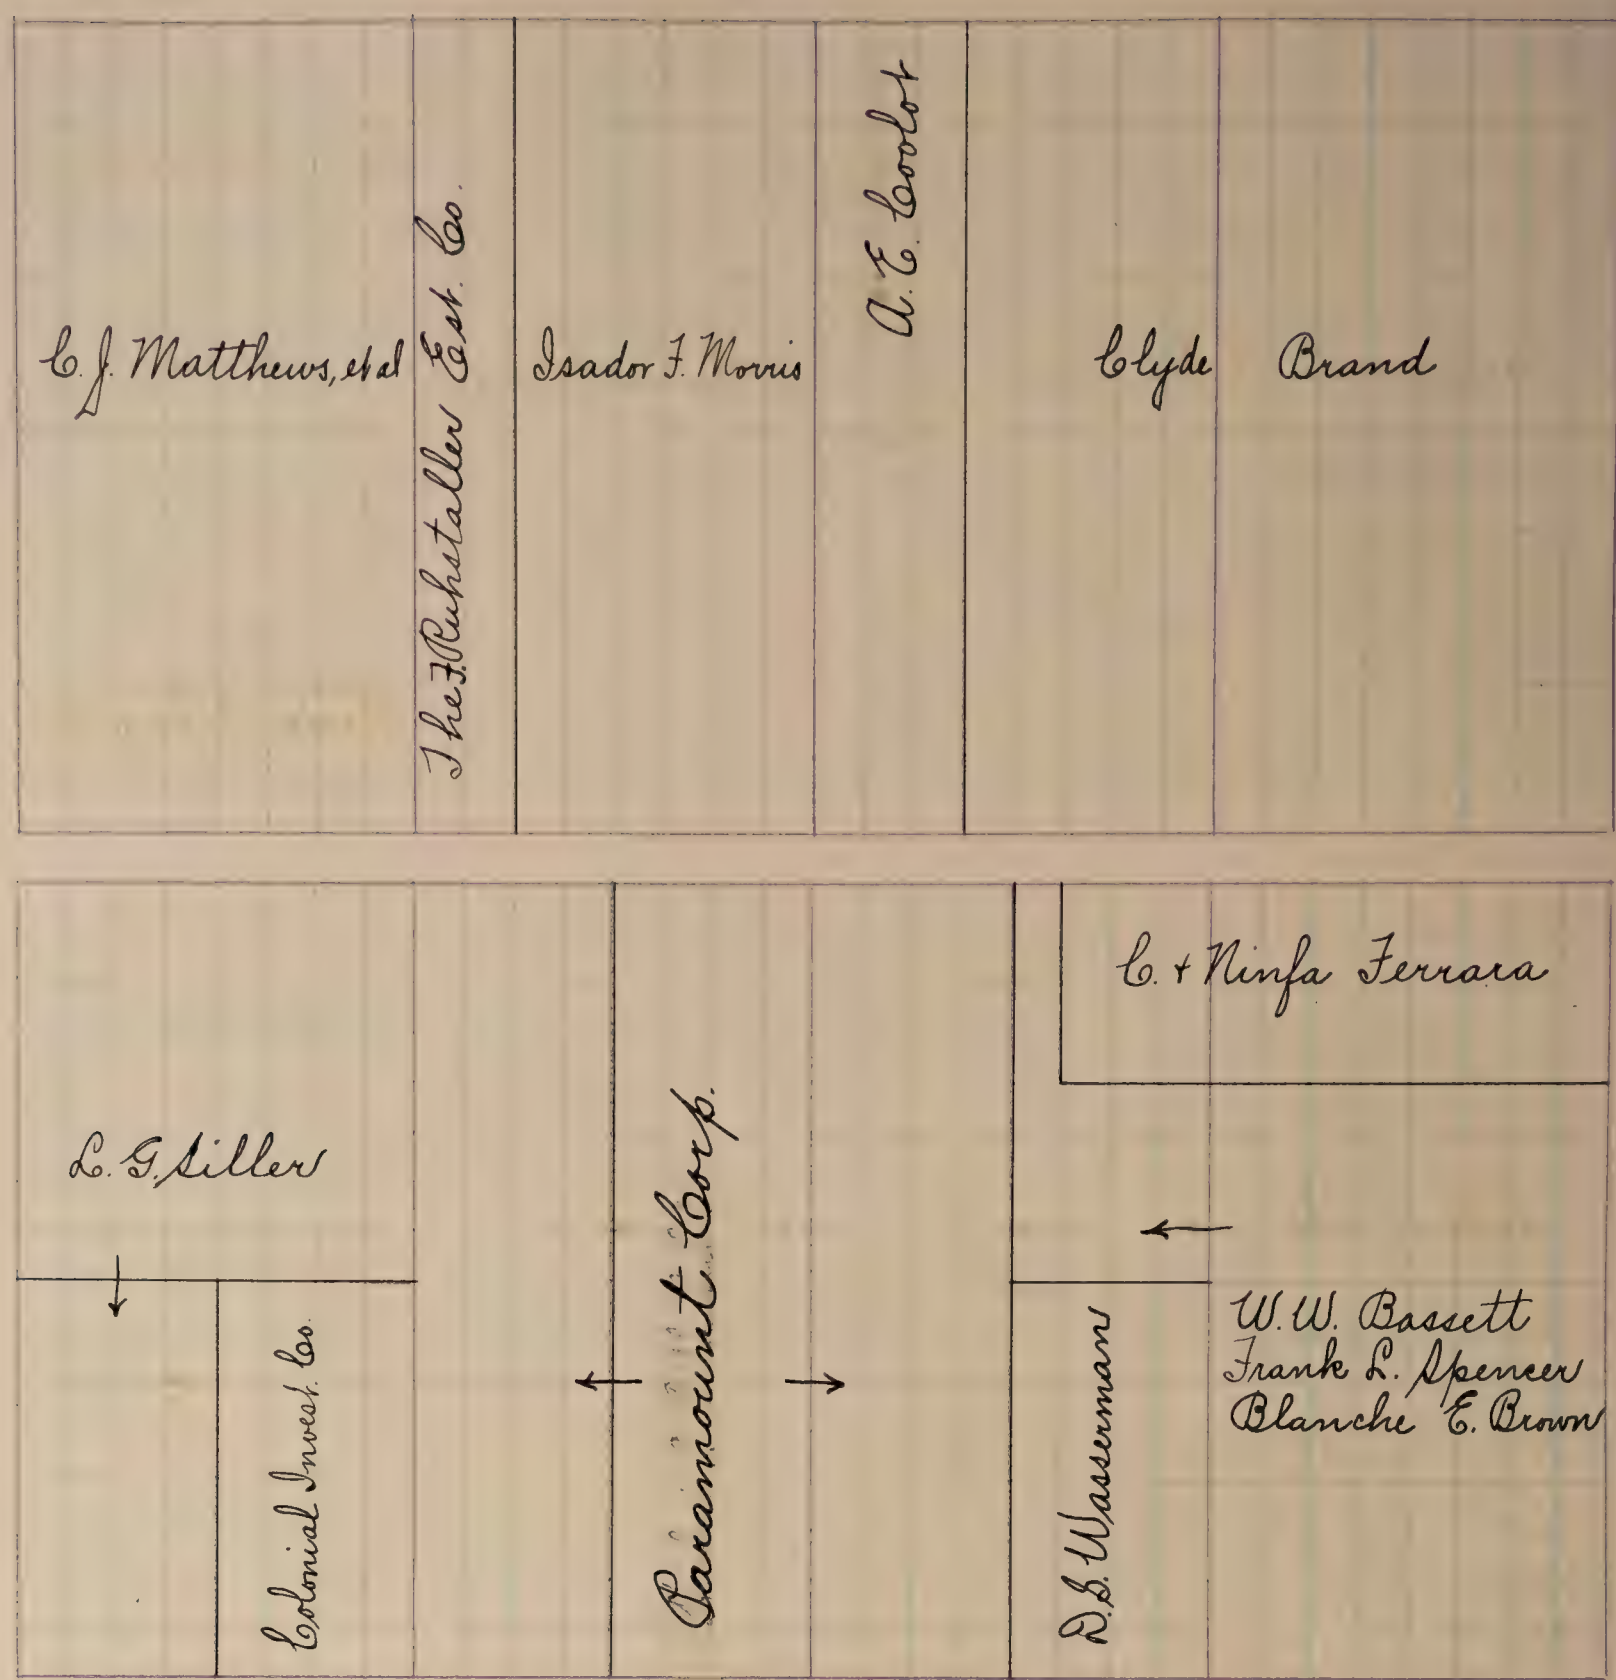 C. J. Matthews, et al
The F. Ruhstaller Est. Co.
Isador F. Morris
A. E. Coolot
Clyde Brand
C. + Ninfa Ferrara
L. G. Siller
Colonial Invest. Co.
Paramount Corp.
D. S. Wasserman
W. W. Bassett
Frank L. Spencer
Blanche E. Brown